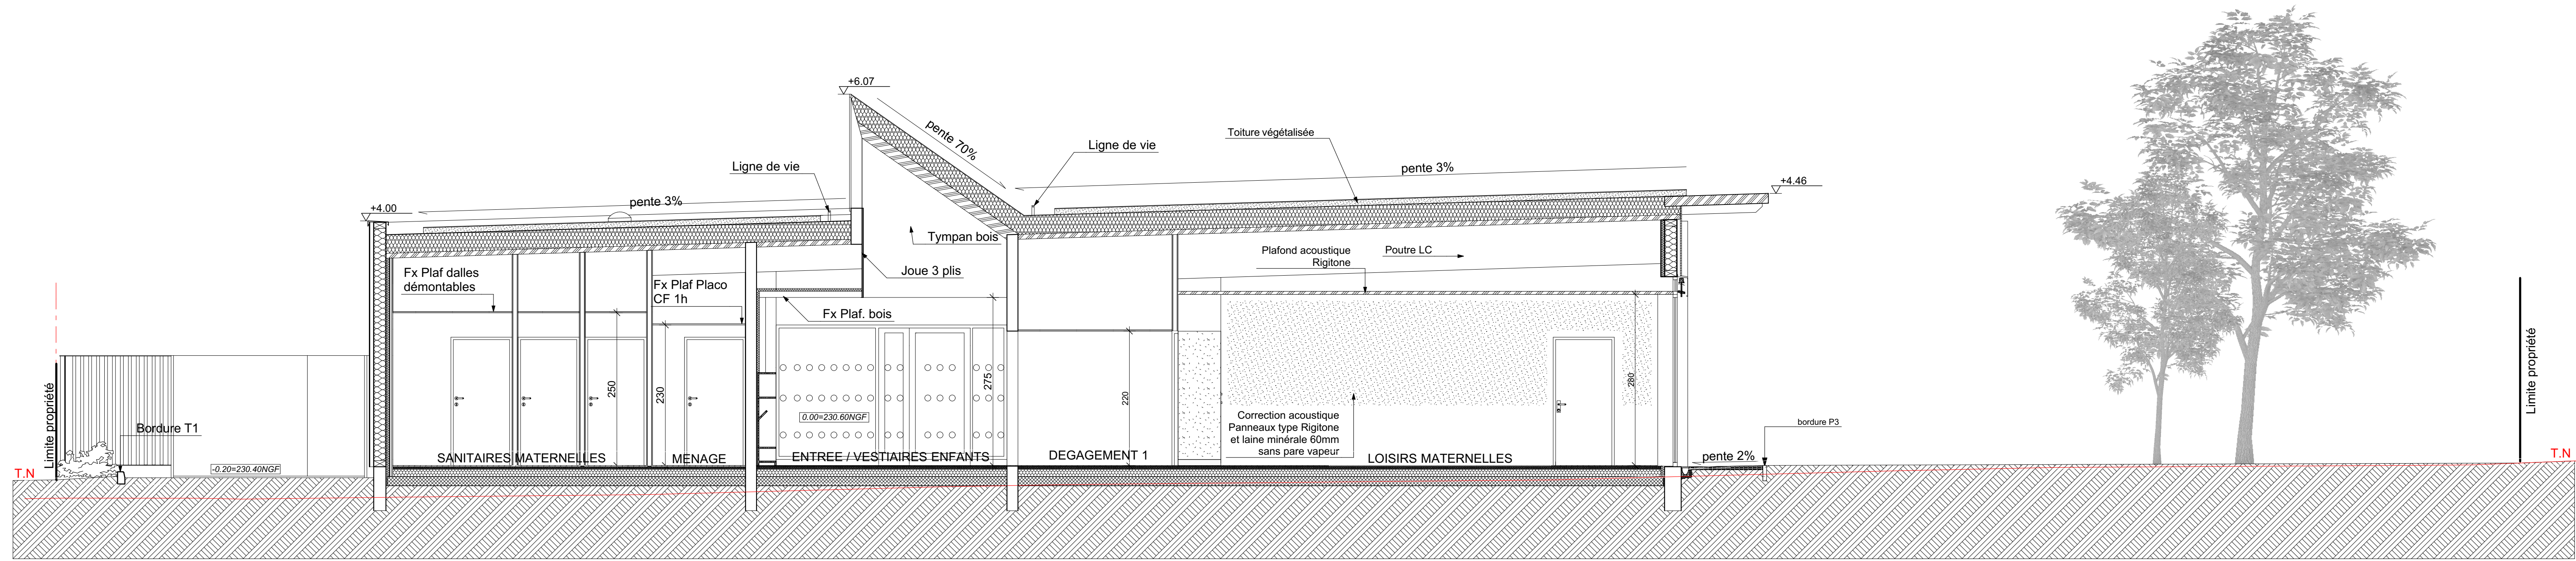 +6.07
pente 70%
Ligne de vie
Toiture végétalisée
Ligne de vie
pente 3%
+4.46
pente 3%
+4.00
Tympan bois
Plafond acoustique
Rigitone
Poutre LC
Joue 3 plis
Fx Plaf dalles
démontables
Fx Plaf Placo
CF 1h
Fx Plaf. bois
250
230
275
220
280
0.00=230.60NGF
Correction acoustique
Panneaux type Rigitone
et laine minérale 60mm
sans pare vapeur
Limite propriété
Bordure T1
bordure P3
Limite propriété
SANITAIRES MATERNELLES
MENAGE
ENTREE / VESTIAIRES ENFANTS
DEGAGEMENT 1
LOISIRS MATERNELLES
pente 2%
T.N
-0.20=230.40NGF
T.N